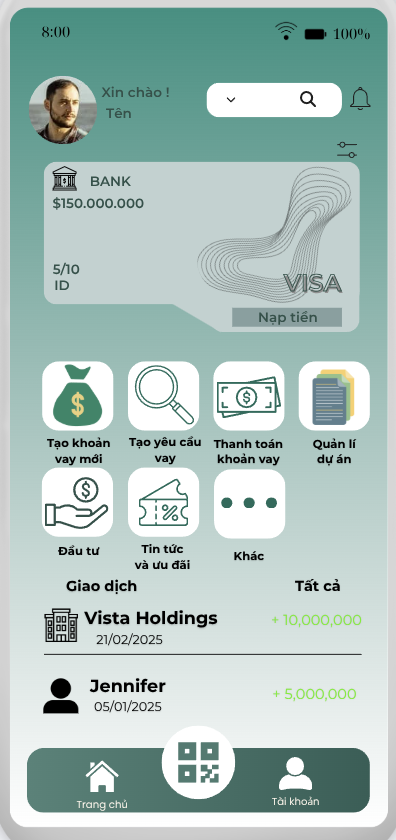 8:00
100%
Xin chào !
Tên
BANK
$150.000.000
5/10
ID
VISA
Nạp tiền
Tạo khoản
vay mới
Tạo yêu cầu
vay
Thanh toán
khoản vay
Quản lí
dự án
Đầu tư
Tin tức
và ưu đãi
Khác
Giao dịch
Tất cả
Vista Holdings
+ 10,000,000
21/02/2025
Jennifer
+ 5,000,000
05/01/2025
Trang chủ
Tài khoản